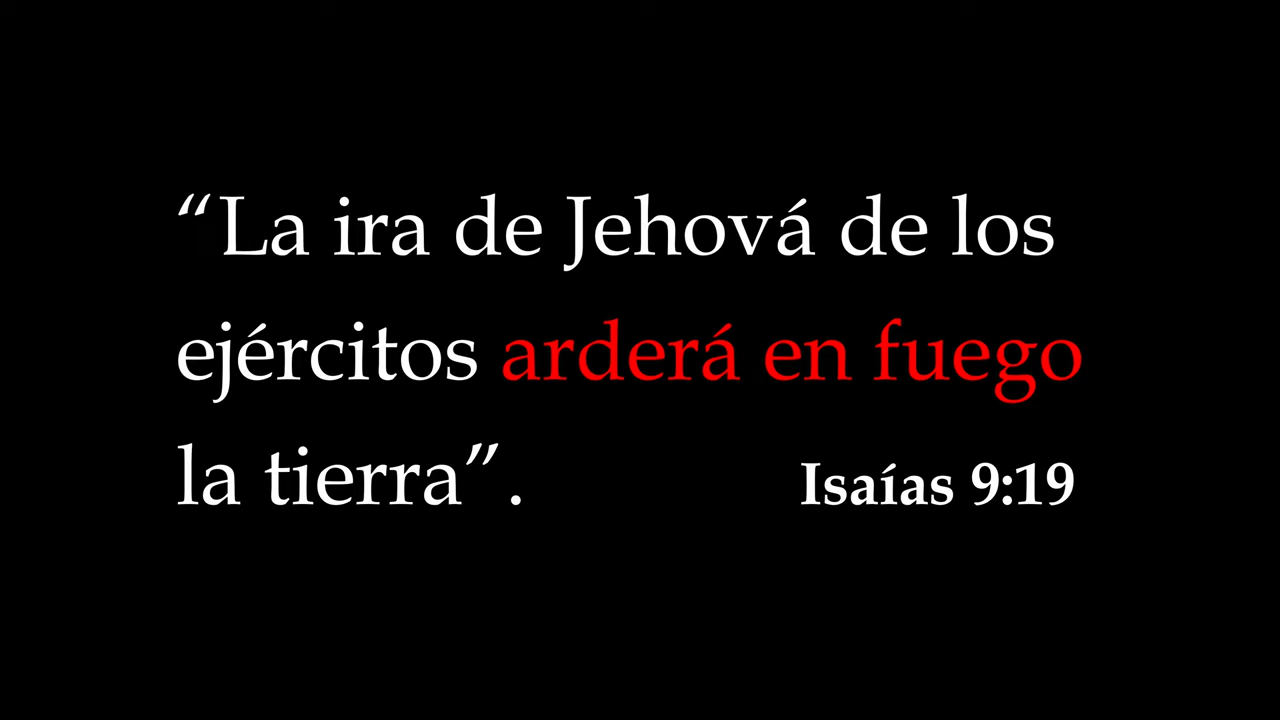 “La ira de Jehová de los
ejércitos arderá en fuego
la tierra”. Isaías 9:19